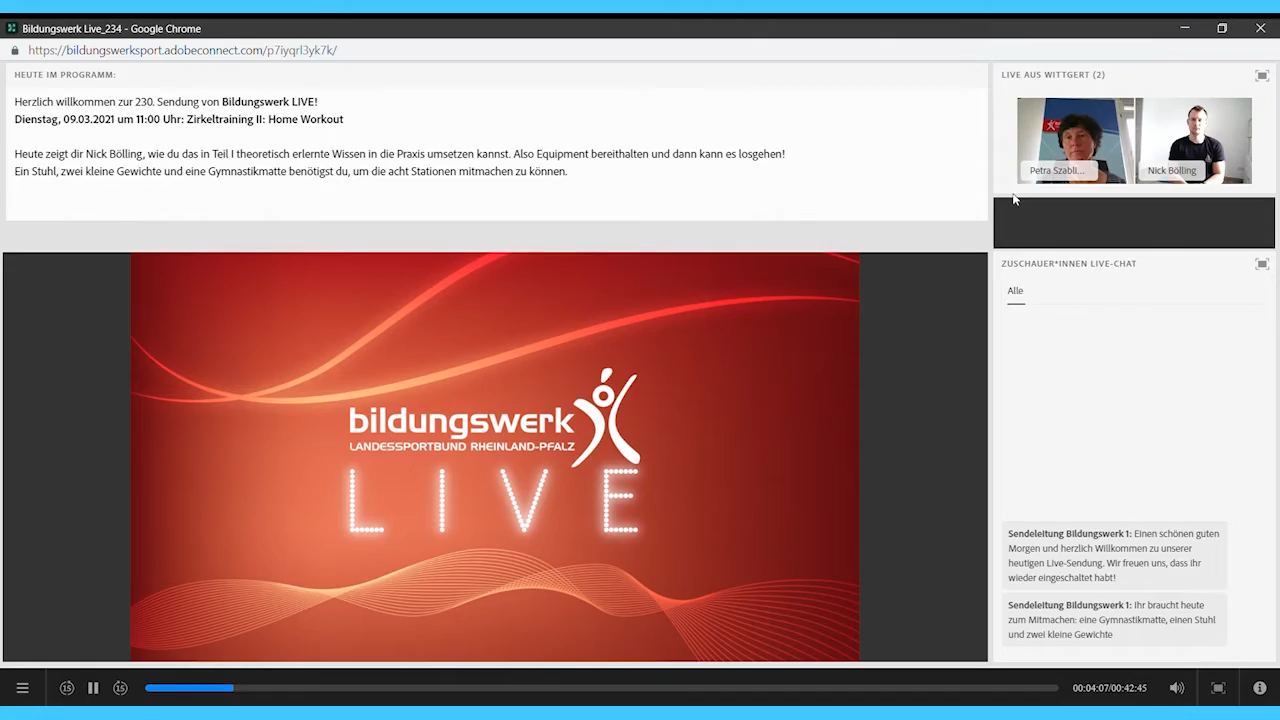 Bildungswerk Live_234 - Google Chrome
https://bildungswerksport.adobeconnect.com/p7iyqrl3yk7k/
HEUTE IM PROGRAMM:
Herzlich willkommen zur 230. Sendung von Bildungswerk LIVE!
Dienstag, 09.03.2021 um 11:00 Uhr: Zirkeltraining II: Home Workout
Heute zeigt dir Nick Bölling, wie du das in Teil I theoretisch erlernte Wissen in die Praxis umsetzen kannst. Also Equipment bereithalten und dann kann es losgehen!
Ein Stuhl, zwei kleine Gewichte und eine Gymnastikmatte benötigst du, um die acht Stationen mitmachen zu können.
LIVE AUS WITTGERT (2)
Petra Szabli...
Nick Bölling
bildungswerk
LANDESSPORTBUND RHEINLAND-PFALZ
LIVE
ZUSCHAUER*INNEN LIVE-CHAT
Alle
Sendeleitung Bildungswerk 1: Einen schönen guten
Morgen und herzlich Willkommen zu unserer
heutigen Live-Sendung. Wir freuen uns, dass ihr
wieder eingeschaltet habt!
Sendeleitung Bildungswerk 1: Ihr braucht heute
zum Mitmachen: eine Gymnastikmatte, einen Stuhl
und zwei kleine Gewichte
15
15
00:04:07/00:42:45